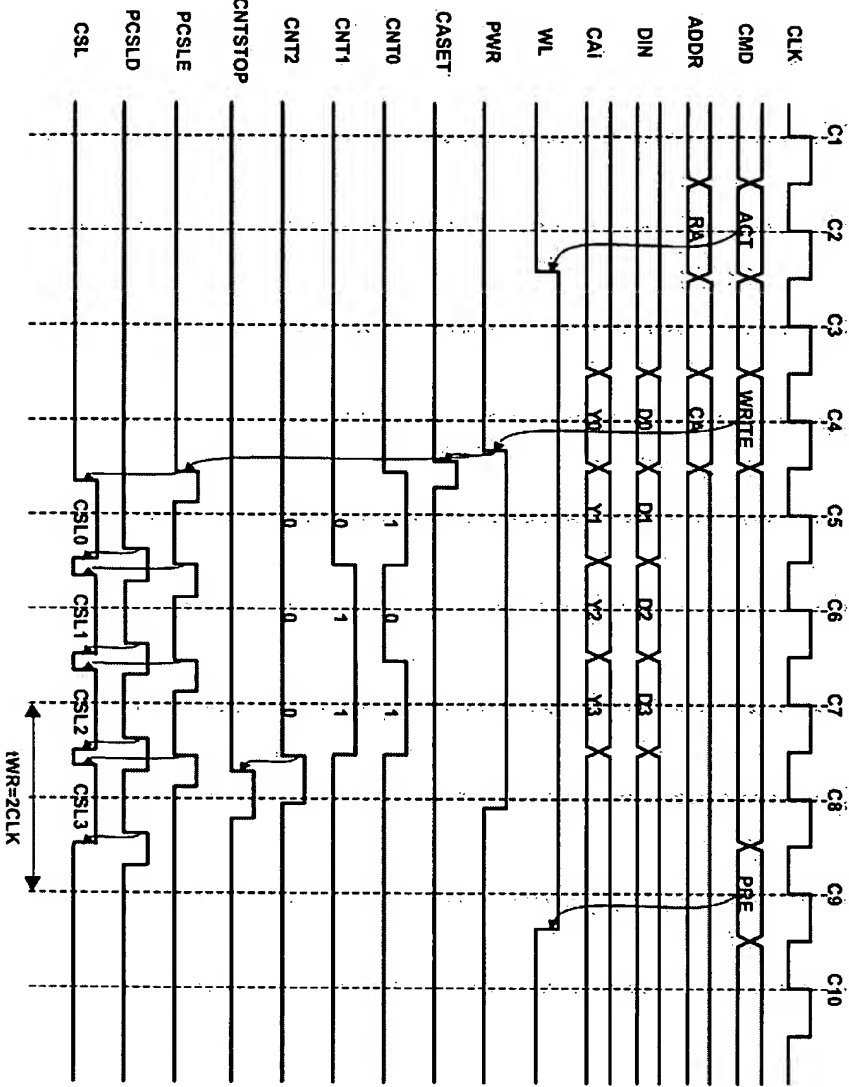 C1 C2 C3 C4 C5 C6 C7 C8 C9 C10
CLK
CMD ACT WRITE PRE
ADDR RA CA
DIN D0 D1 D2 D3
CAi Y0 Y1 Y2 Y3
WL
PWR
CASET
CNT0 1 0 1
CNT1 0 1 1
CNT2 0 0 0
CNTSTOP
PCSLE
PCSLD
CSL CSL0 CSL1 CSL2 CSL3
tWR=2CLK